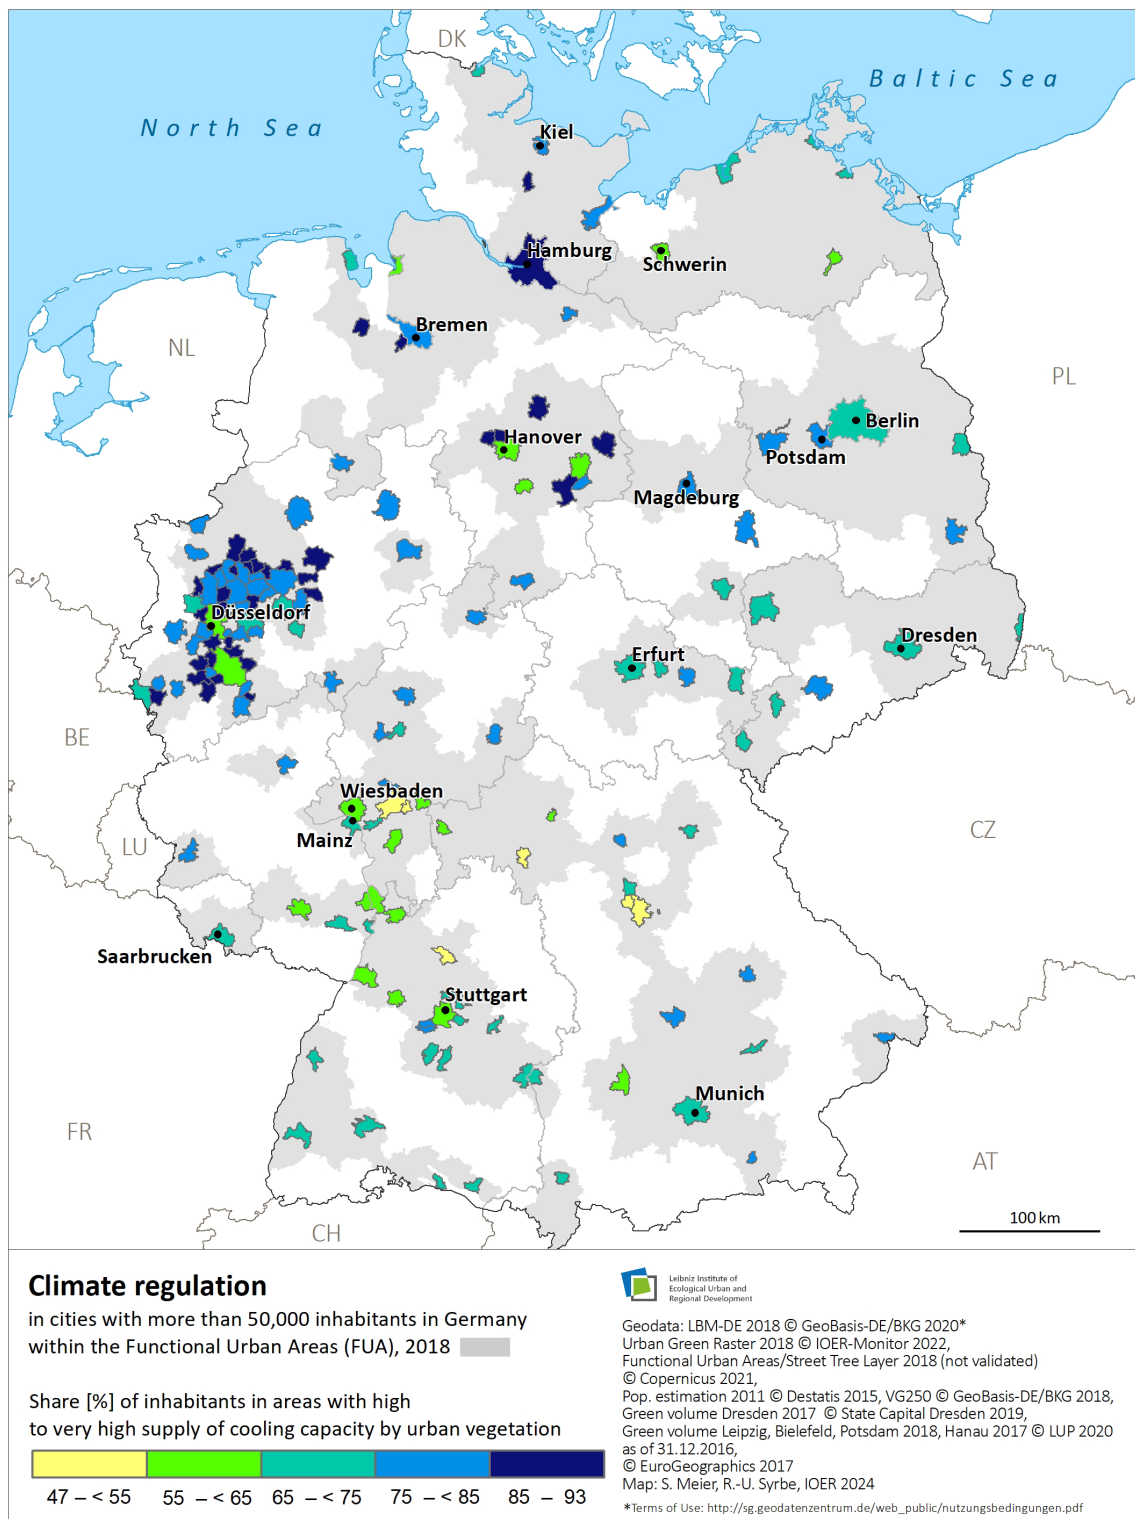 DK
Baltic Sea
North Sea
Kiel
Hamburg
Schwerin
Bremen
NL
PL
Berlin
Hanover
Potsdam
Magdeburg
Düsseldorf
Dresden
Erfurt
BE
Wiesbaden
Mainz
LU
CZ
Saarbrucken
Stuttgart
Munich
FR
AT
CH
100 km
Climate regulation
in cities with more than 50,000 inhabitants in Germany
within the Functional Urban Areas (FUA), 2018
Share [%] of inhabitants in areas with high
to very high supply of cooling capacity by urban vegetation
47 – < 55
55 – < 65
65 – < 75
75 – < 85
85 – 93
Leibniz Institute of
Ecological Urban and
Regional Development
Geodata: LBM-DE 2018 © GeoBasis-DE/BKG 2020*
Urban Green Raster 2018 © IOER-Monitor 2022,
Functional Urban Areas/Street Tree Layer 2018 (not validated)
© Copernicus 2021,
Pop. estimation 2011 © Destatis 2015, VG250 © GeoBasis-DE/BKG 2018,
Green volume Dresden 2017 © State Capital Dresden 2019,
Green volume Leipzig, Bielefeld, Potsdam 2018, Hanau 2017 © LUP 2020
as of 31.12.2016,
© EuroGeographics 2017
Map: S. Meier, R.-U. Syrbe, IOER 2024
*Terms of Use: http://sg.geodatenzentrum.de/web_public/nutzungsbedingungen.pdf